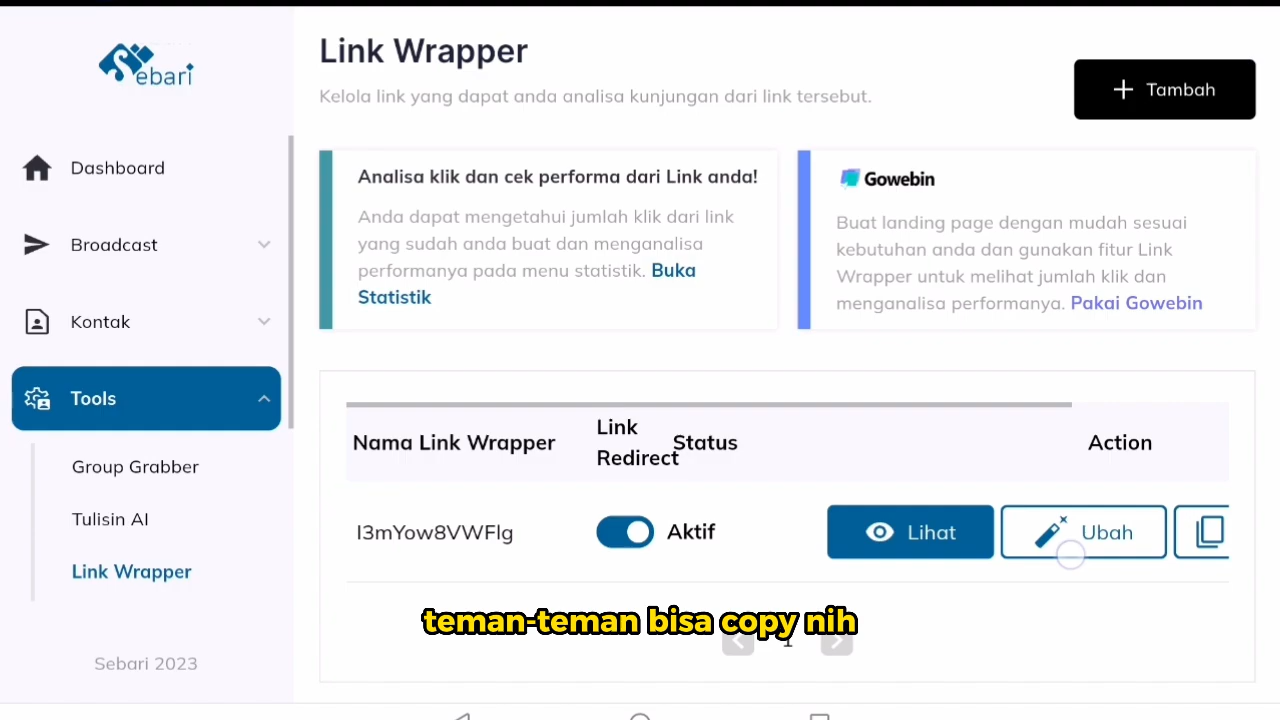 Sebari
Dashboard
Broadcast
Kontak
Tools
Group Grabber
Tulisin AI
Link Wrapper
Sebari 2023
Link Wrapper
Kelola link yang dapat anda analisa kunjungan dari link tersebut.
Tambah
Analisa klik dan cek performa dari Link anda!
Anda dapat mengetahui jumlah klik dari link
yang sudah anda buat dan menganalisa
performanya pada menu statistik. Buka
Statistik
Gowebin
Buat landing page dengan mudah sesuai
kebutuhan anda dan gunakan fitur Link
Wrapper untuk melihat jumlah klik dan
menganalisa performanya. Pakai Gowebin
Nama Link Wrapper
Link
Redirect
Status
Action
I3mYow8VWFlg
Aktif
Lihat
Ubah
teman-teman bisa copy nih
1